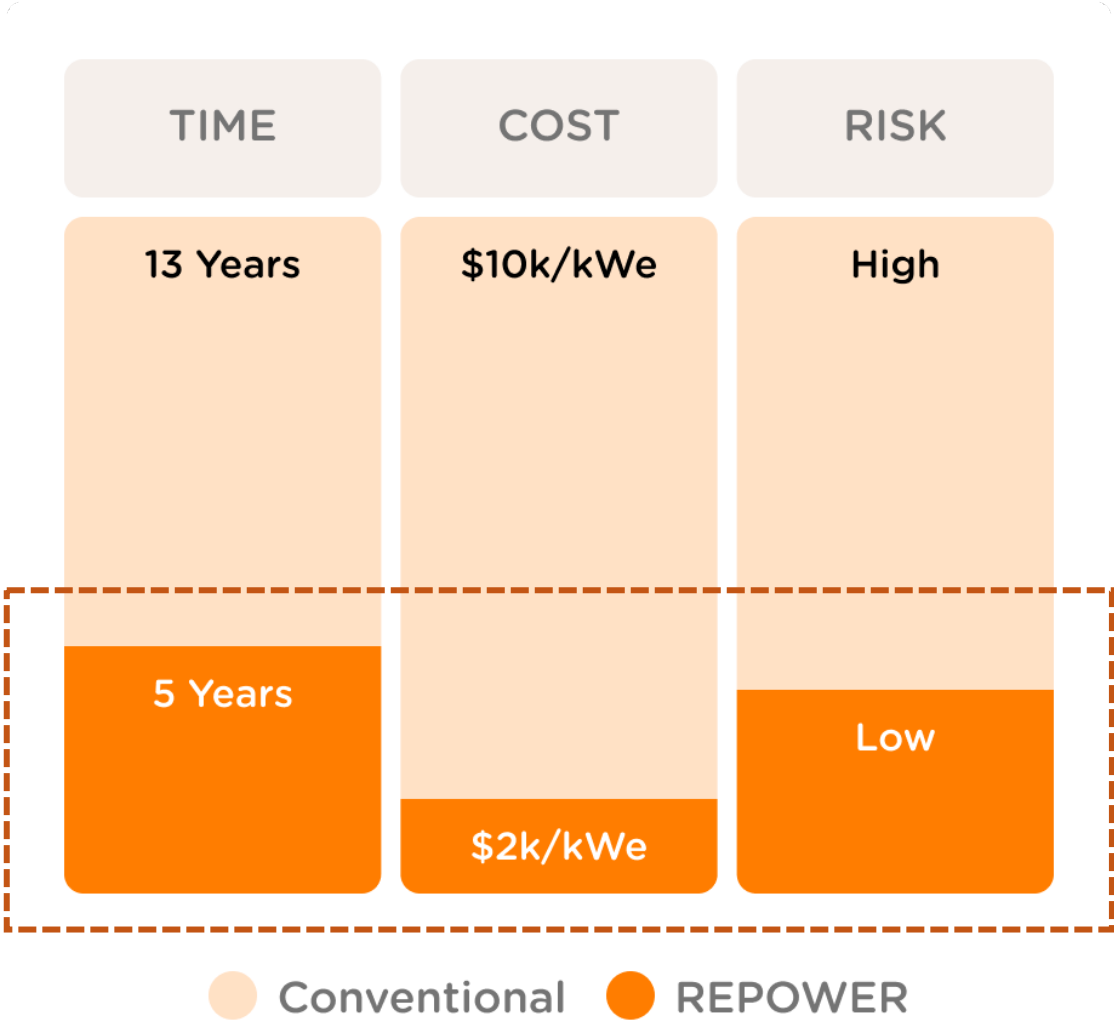 TIME COST RISK
13 Years $10k/kWe High
5 Years
Low
$2k/kWe
Conventional REPOWER